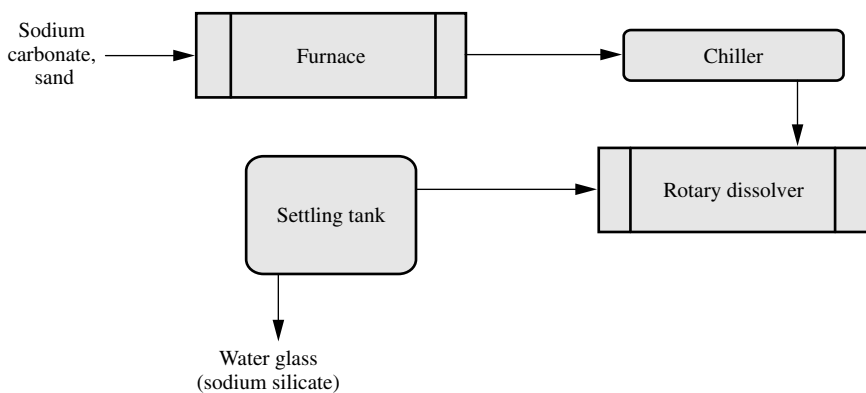 Sodium
carbonate,
sand
Furnace
Chiller
Rotary dissolver
Settling tank
Water glass
(sodium silicate)